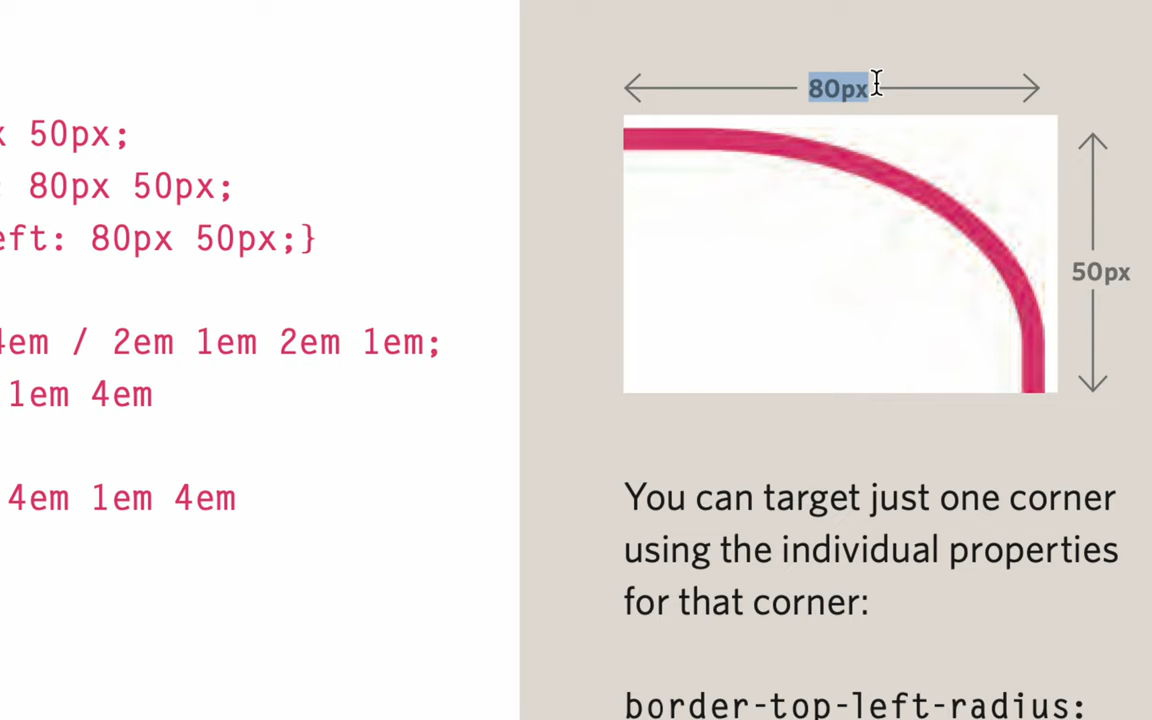 50px;
: 80px 50px;
eft: 80px 50px;}
4em / 2em 1em 2em 1em;
1em 4em
4em 1em 4em
80px
50px
You can target just one corner
using the individual properties
for that corner:
border-top-left-radius: